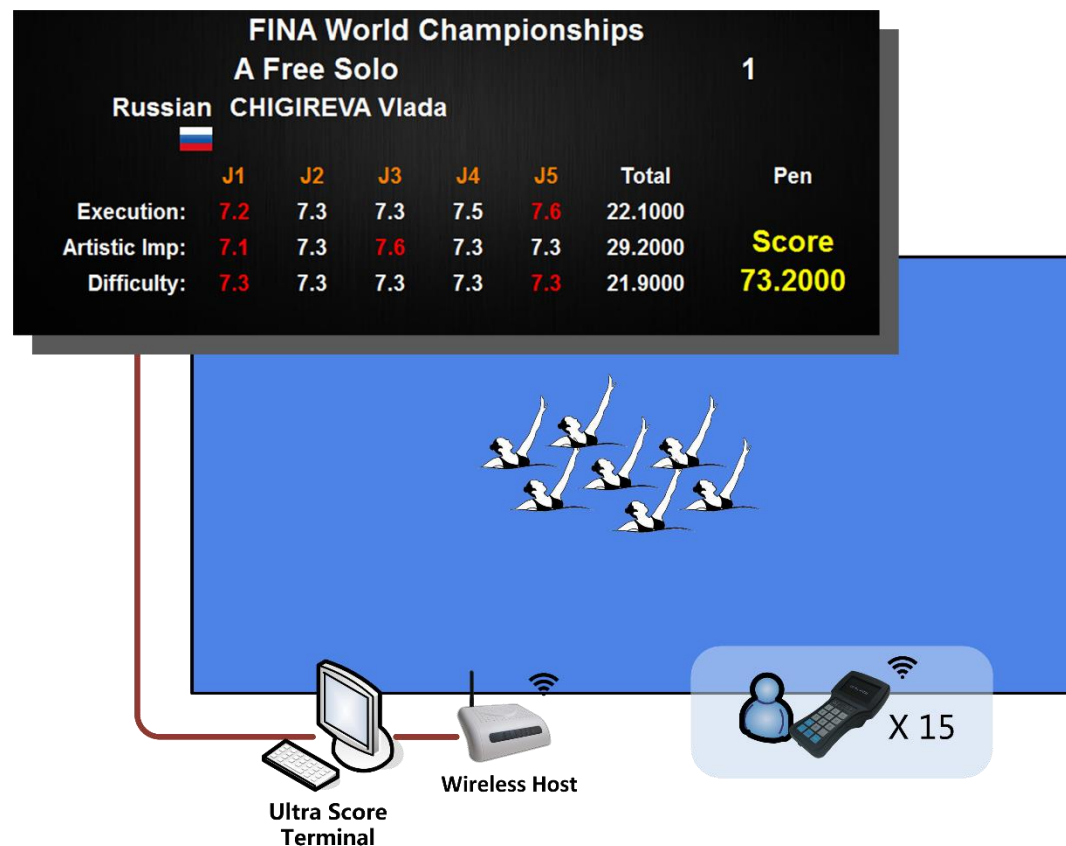 FINA World Championships
A Free Solo 1
Russian CHIGIREVA Vlada
J1 J2 J3 J4 J5 Total Pen
Execution: 7.2 7.3 7.3 7.5 7.6 22.1000
Artistic Imp: 7.1 7.3 7.6 7.3 7.3 29.2000 Score
Difficulty: 7.3 7.3 7.3 7.3 7.3 21.9000 73.2000
X 15
Wireless Host
Ultra Score
Terminal